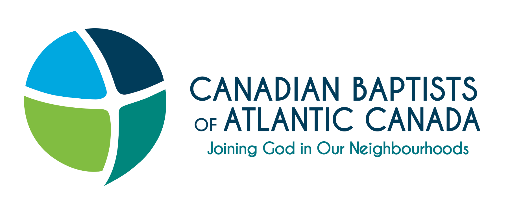 CANADIAN BAPTISTS
OF ATLANTIC CANADA
Joining God in Our Neighbourhoods